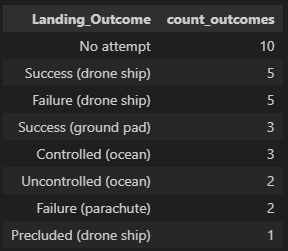 Landing_Outcome count_outcomes
No attempt 10
Success (drone ship) 5
Failure (drone ship) 5
Success (ground pad) 3
Controlled (ocean) 3
Uncontrolled (ocean) 2
Failure (parachute) 2
Precluded (drone ship) 1